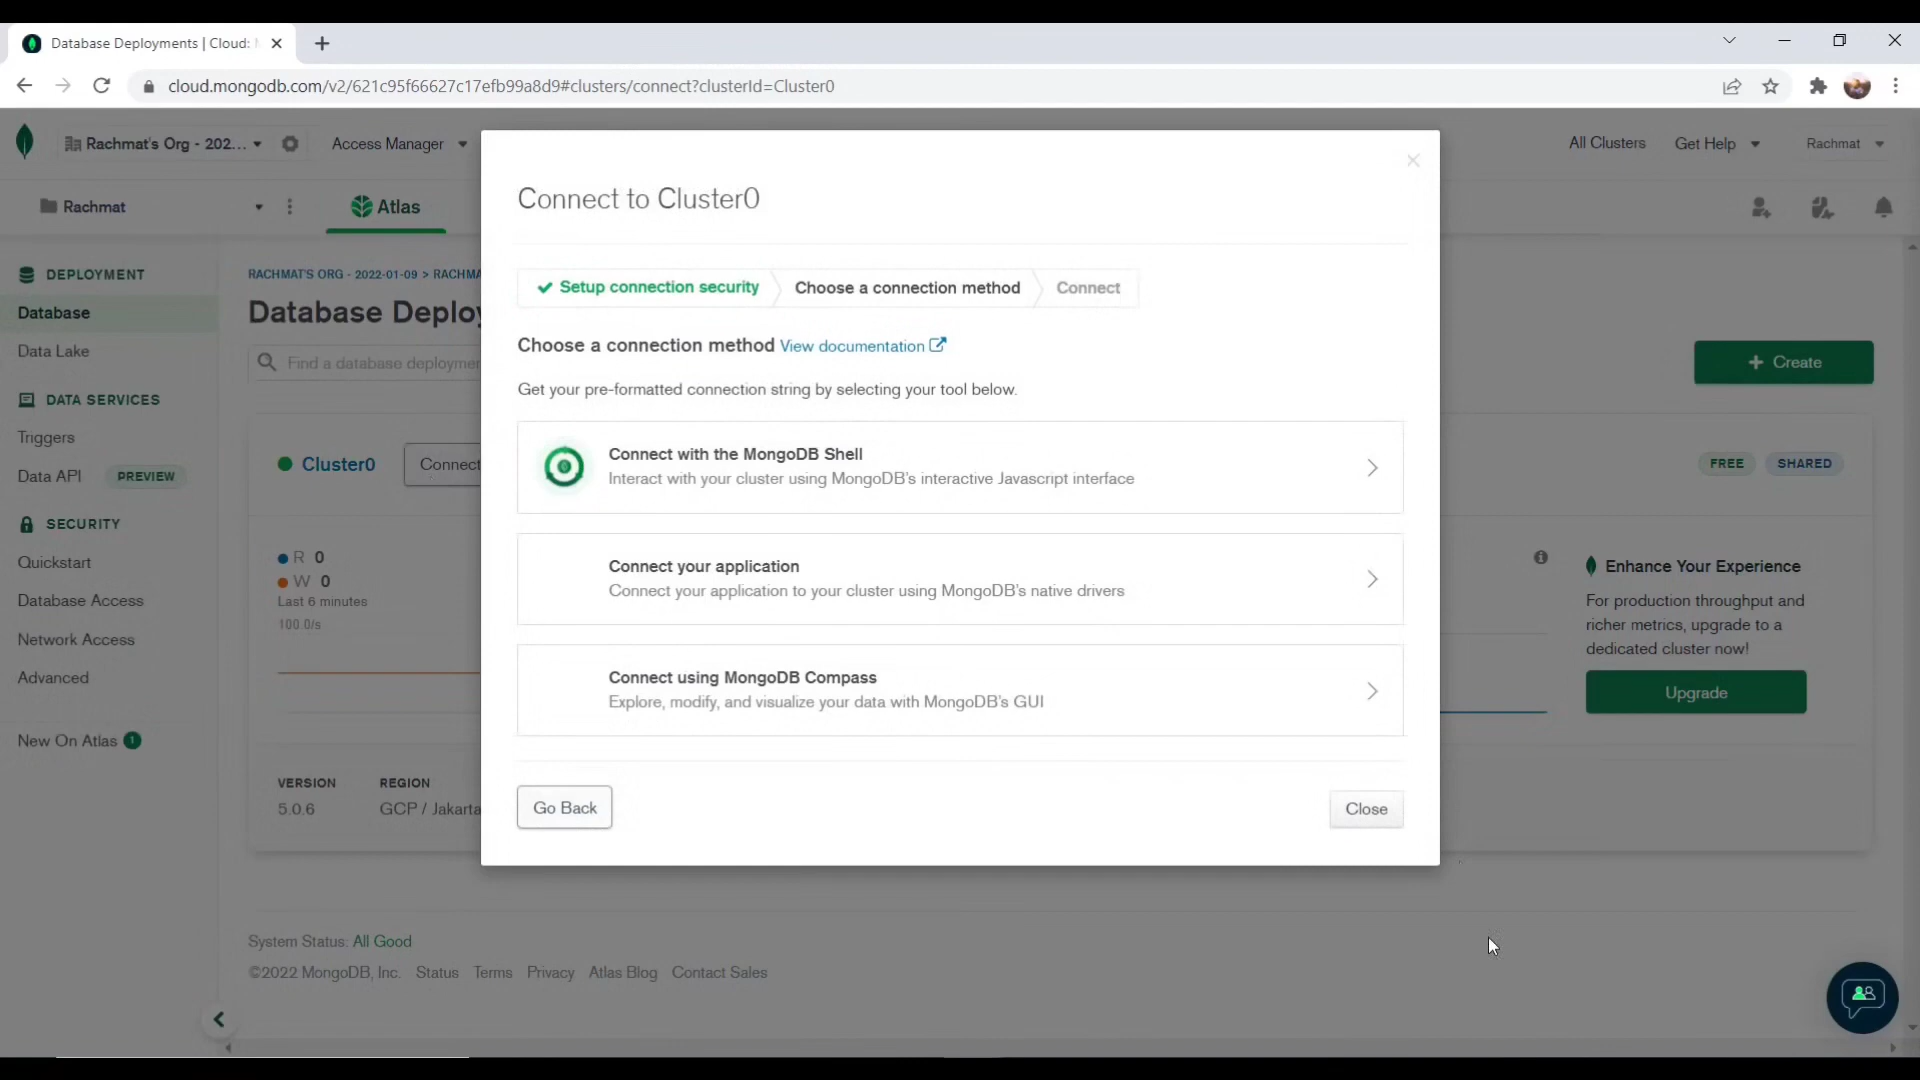 Database Deployments | Cloud:
cloud.mongodb.com/v2/621c95f66627c17efb99a8d9#clusters/connect?clusterId=Cluster0
Rachmat's Org - 202...
Access Manager
All Clusters
Get Help
Rachmat
Rachmat
Atlas
DEPLOYMENT
Database
Data Lake
DATA SERVICES
Triggers
Data API PREVIEW
SECURITY
Quickstart
Database Access
Network Access
Advanced
New On Atlas 1
RACHMAT'S ORG - 2022-01-09 > RACHMA
Database Deploy
Find a database deployme
+ Create
Cluster0
Connect
FREE SHARED
R 0
W 0
Last 6 minutes
100.0/s
VERSION
5.0.6
REGION
GCP / Jakarta
Connect to Cluster0
Setup connection security
Choose a connection method
Connect
Choose a connection method View documentation
Get your pre-formatted connection string by selecting your tool below.
Connect with the MongoDB Shell
Interact with your cluster using MongoDB's interactive Javascript interface
Connect your application
Connect your application to your cluster using MongoDB's native drivers
Connect using MongoDB Compass
Explore, modify, and visualize your data with MongoDB's GUI
Go Back
Close
Enhance Your Experience
For production throughput and
richer metrics, upgrade to a
dedicated cluster now!
Upgrade
System Status: All Good
©2022 MongoDB, Inc. Status Terms Privacy Atlas Blog Contact Sales